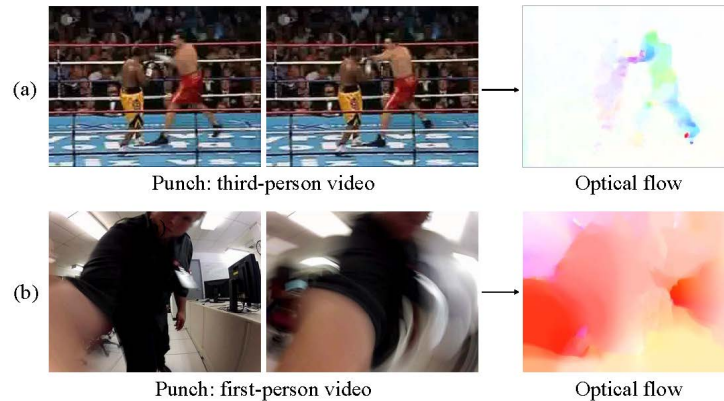 (a)
Punch: third-person video
Optical flow
(b)
Punch: first-person video
Optical flow